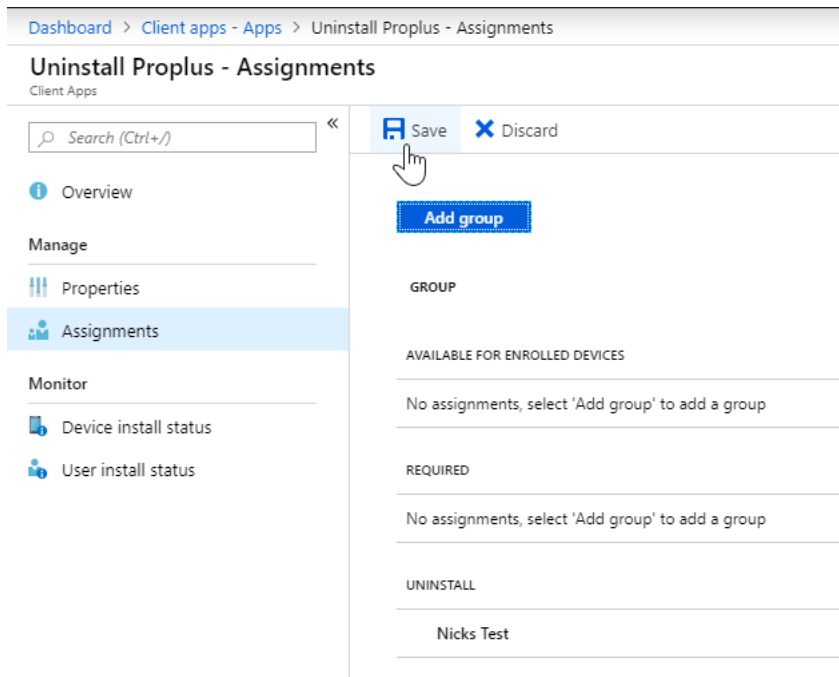 Dashboard > Client apps - Apps > Uninstall Proplus - Assignments
Uninstall Proplus - Assignments
Client Apps
Search (Ctrl+/)
Overview
Manage
Properties
Assignments
Monitor
Device install status
User install status
Save Discard
Add group
GROUP
AVAILABLE FOR ENROLLED DEVICES
No assignments, select 'Add group' to add a group
REQUIRED
No assignments, select 'Add group' to add a group
UNINSTALL
Nicks Test